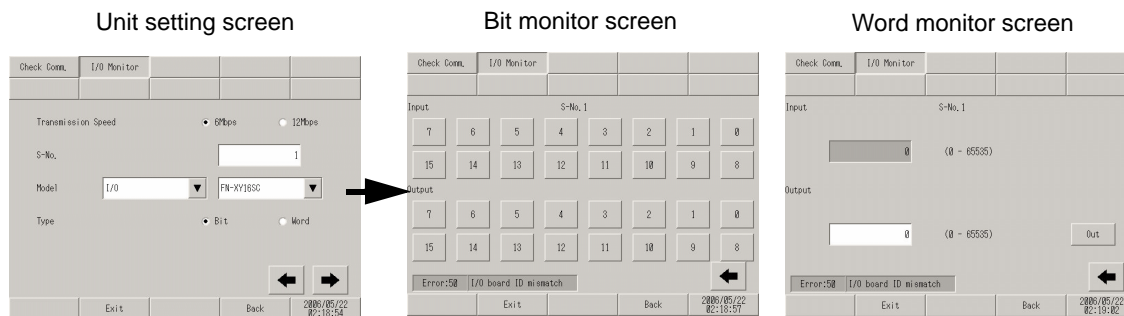 Unit setting screen
Bit monitor screen
Word monitor screen
Check Comm. I/O Monitor
Transmission Speed 6Mbps 12Mbps
S-No. 1
Model I/O FN-XY16SC
Type Bit Word
Exit Back 2006/05/22
02:18:54
Check Comm. I/O Monitor
Input S-No. 1
7 6 5 4 3 2 1 0
15 14 13 12 11 10 9 8
Output
7 6 5 4 3 2 1 0
15 14 13 12 11 10 9 8
Error:50 I/O board ID mismatch
Exit Back 2006/05/22
02:18:57
Check Comm. I/O Monitor
Input S-No. 1
0 (0 - 65535)
Output
0 (0 - 65535) Out
Error:50 I/O board ID mismatch
Exit Back 2006/05/22
02:19:02